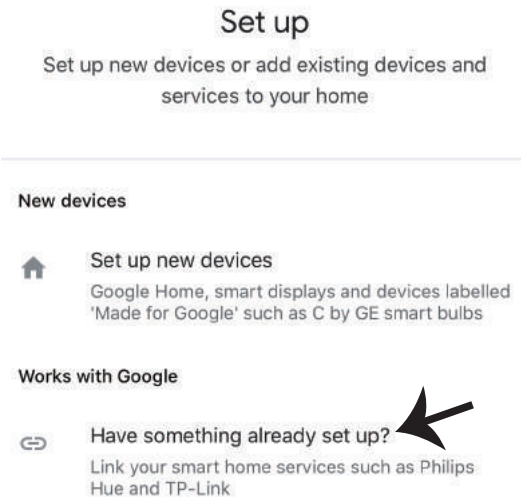 Set up
Set up new devices or add existing devices and
services to your home
New devices
Set up new devices
Google Home, smart displays and devices labelled
'Made for Google' such as C by GE smart bulbs
Works with Google
Have something already set up?
Link your smart home services such as Philips
Hue and TP-Link